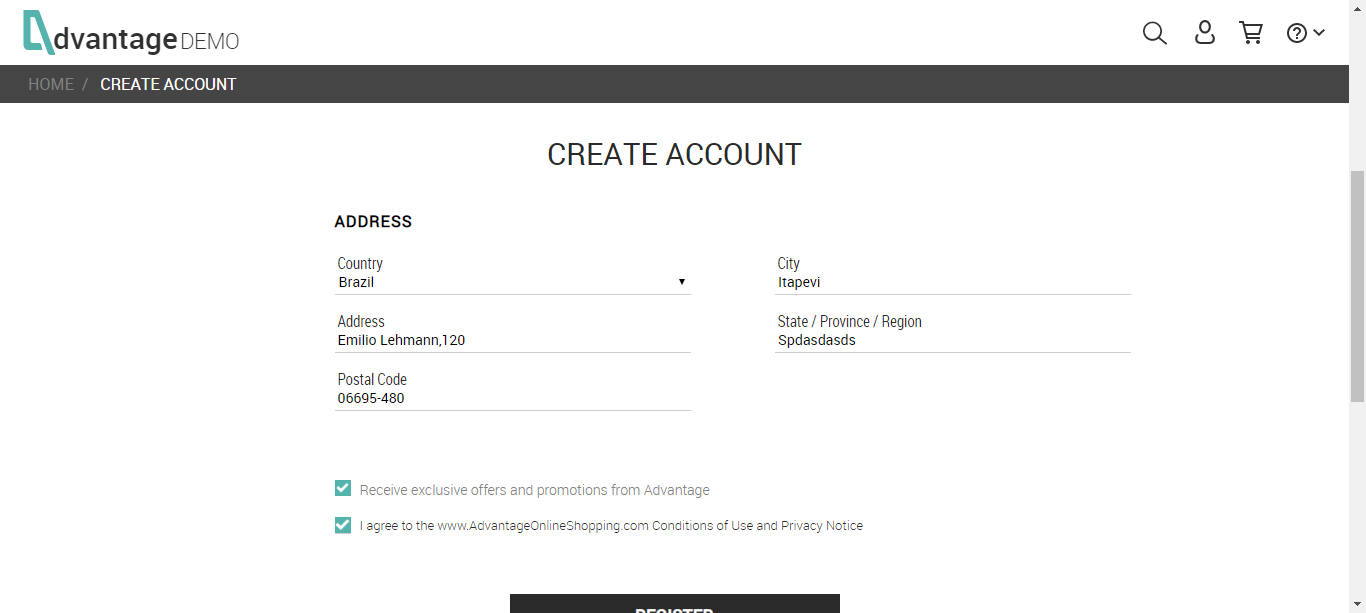 dvantage DEMO
HOME / CREATE ACCOUNT
CREATE ACCOUNT
ADDRESS
Country
Brazil
City
Itapevi
Address
Emilio Lehmann,120
State / Province / Region
Spdasdasds
Postal Code
06695-480
Receive exclusive offers and promotions from Advantage
I agree to the www.AdvantageOnlineShopping.com Conditions of Use and Privacy Notice
REGISTER